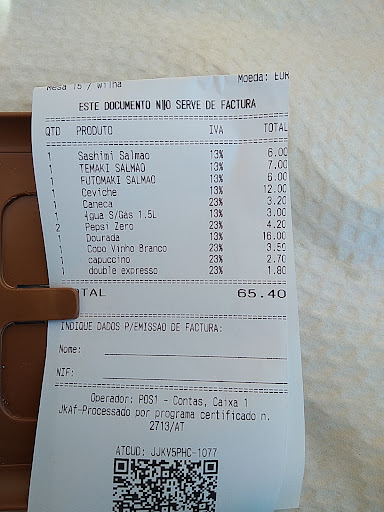 Mesa 15 / Wilha Moeda: EUR
ESTE DOCUMENTO NÃO SERVE DE FACTURA
QTD PRODUTO IVA TOTAL
1 Sashimi Salmao 13% 6.00
1 TEMAKI SALMAO 13% 7.00
1 FUTOMAKI SALMAO 13% 6.00
1 Ceviche 13% 12.00
1 Caneca 23% 3.20
1 Água S/Gás 1.5L 13% 3.00
2 Pepsi Zero 23% 4.20
1 Dourada 13% 16.00
1 Copo Vinho Branco 13% 3.50
1 capuccino 23% 2.70
1 double expresso 23% 1.80
TAL 65.40
INDIQUE DADOS P/EMISSAO DE FACTURA:
Nome:
NIF:
Operador: POS1 - Contas, Caixa 1
JkAf-Processado por programa certificado n.
2713/AT
ATCUD: JJKV5PHC-1077